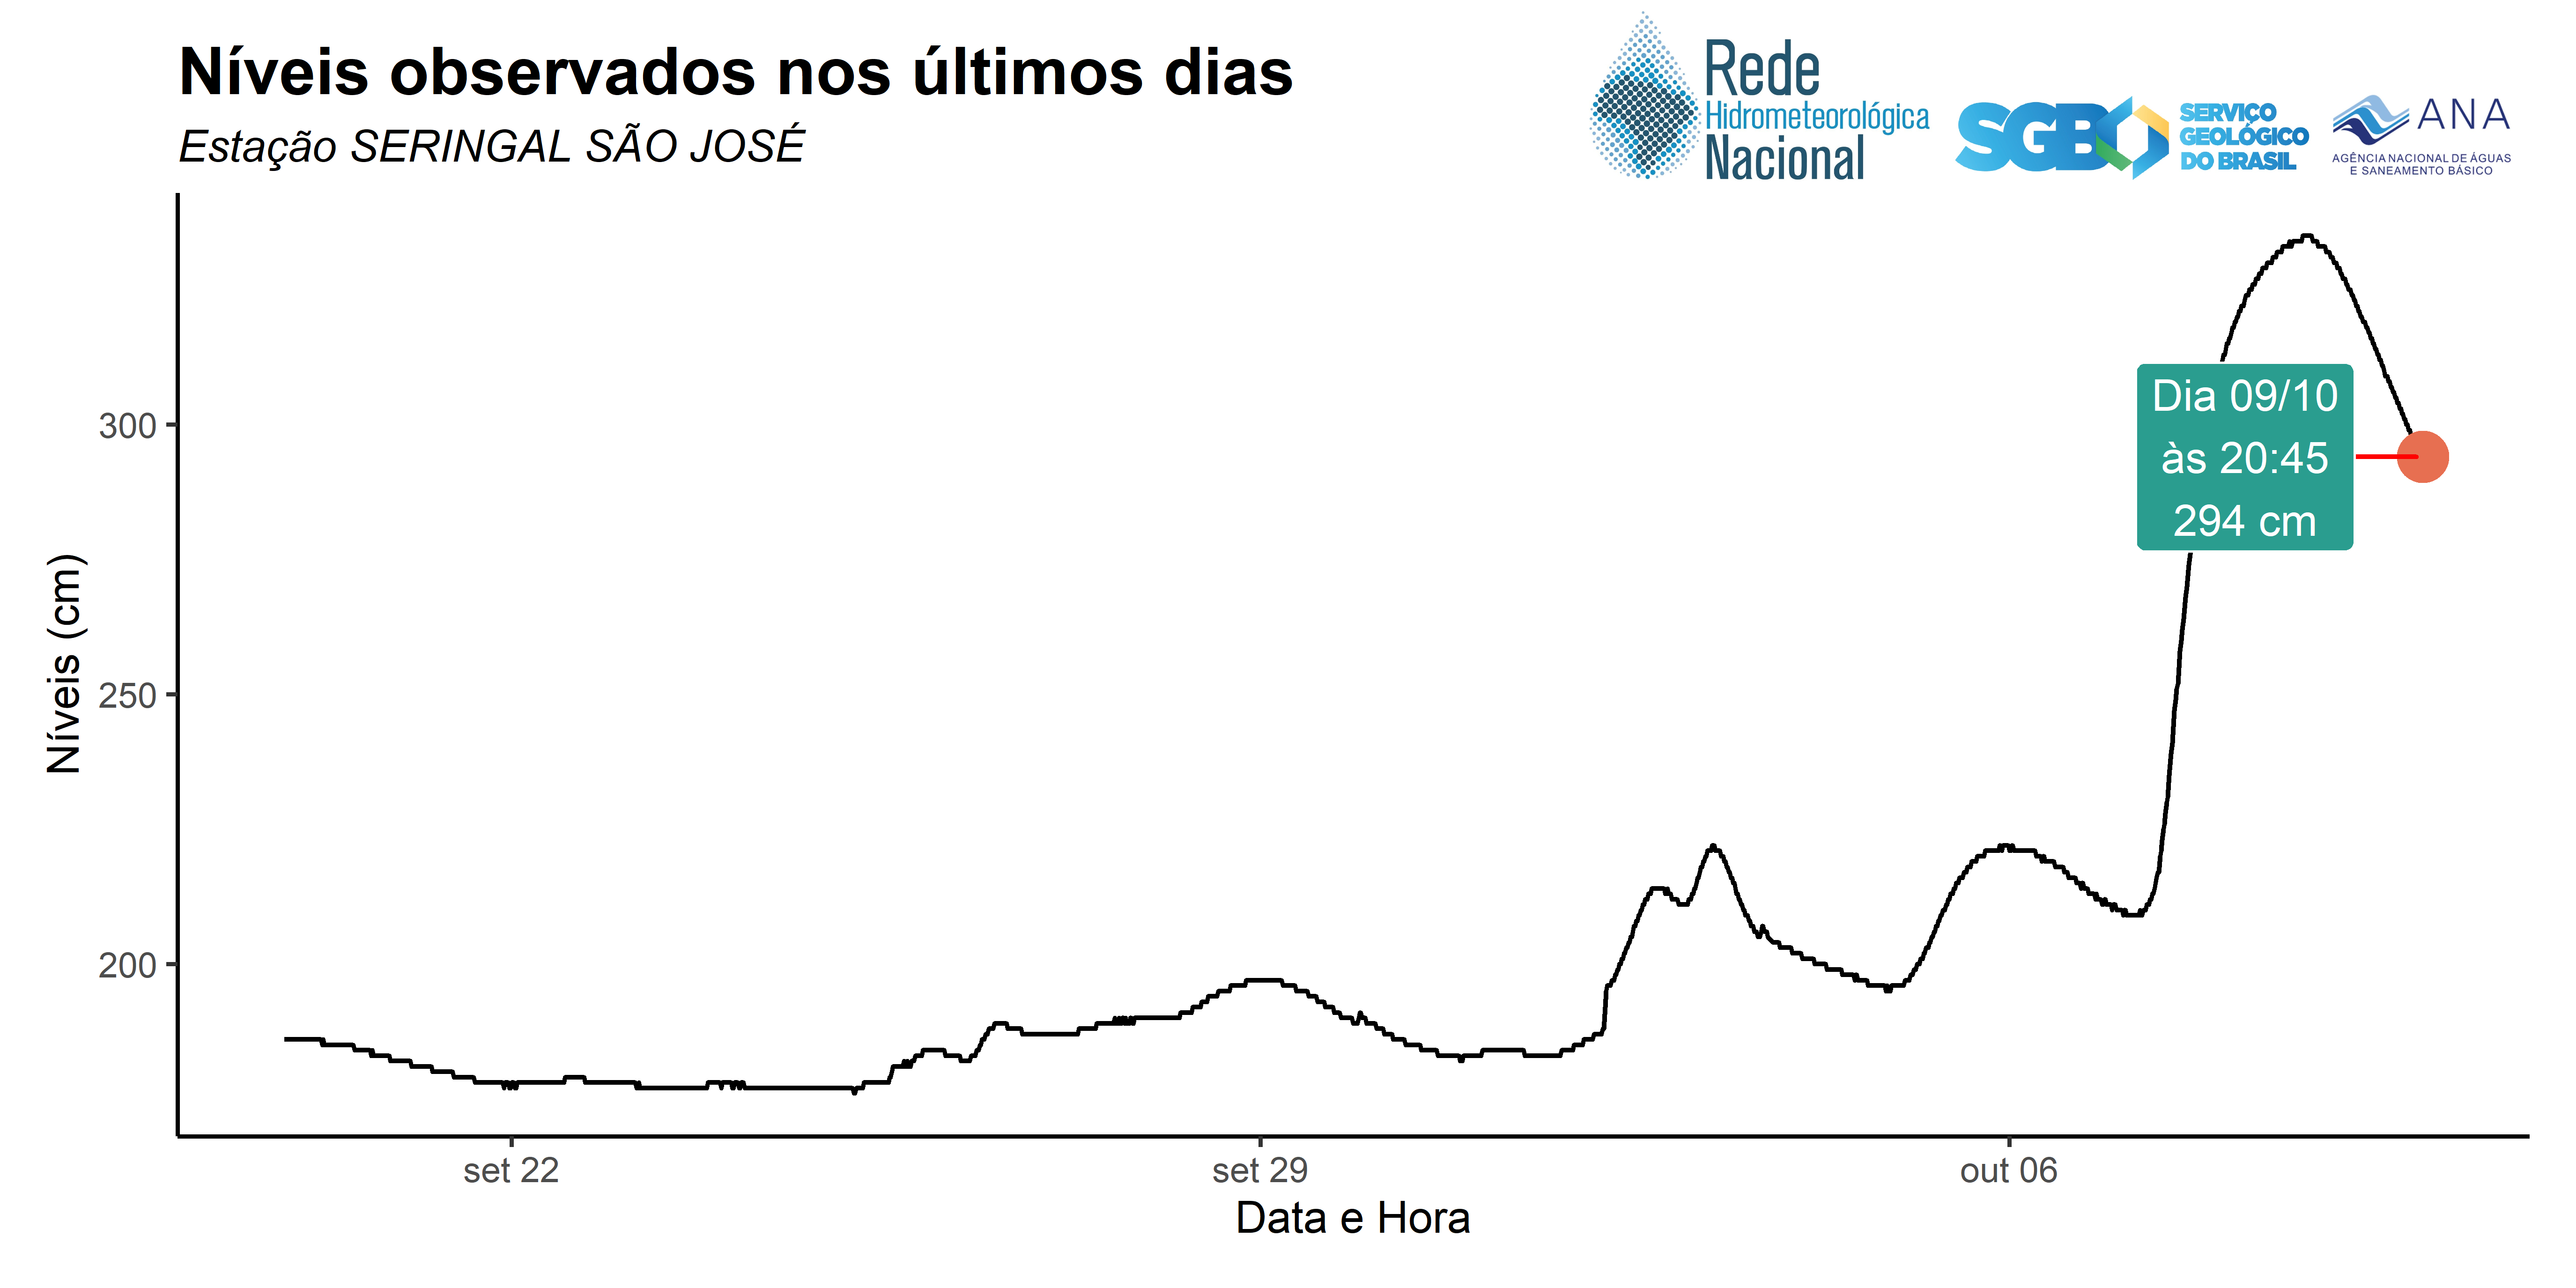 Níveis observados nos últimos dias
Estação SERINGAL SÃO JOSÉ
Rede
Hidrometeorológica
Nacional
SGB
SERVIÇO
GEOLÓGICO
DO BRASIL
ANA
AGÊNCIA NACIONAL DE ÁGUAS
E SANEAMENTO BÁSICO
Níveis (cm)
300
250
200
Dia 09/10
às 20:45
294 cm
set 22
set 29
out 06
Data e Hora